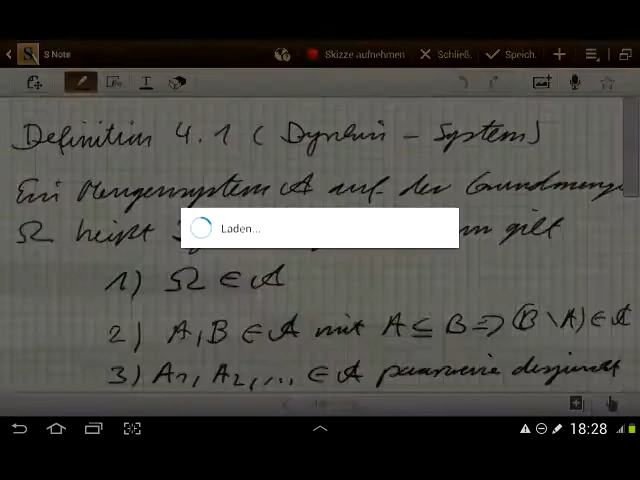 S Note Skizze aufnehmen Schließ. Speich.
Definition 4.1 (Dynkin-System)
Ein Mengensystem A auf der Grundmenge
Ω heißt gilt
Laden...
1) Ω ∈ A
2) A, B ∈ A mit A ⊆ B ⇒ (B \ A) ∈ A
3) A1, A2, ... ∈ A paarweise disjunkt
18:28